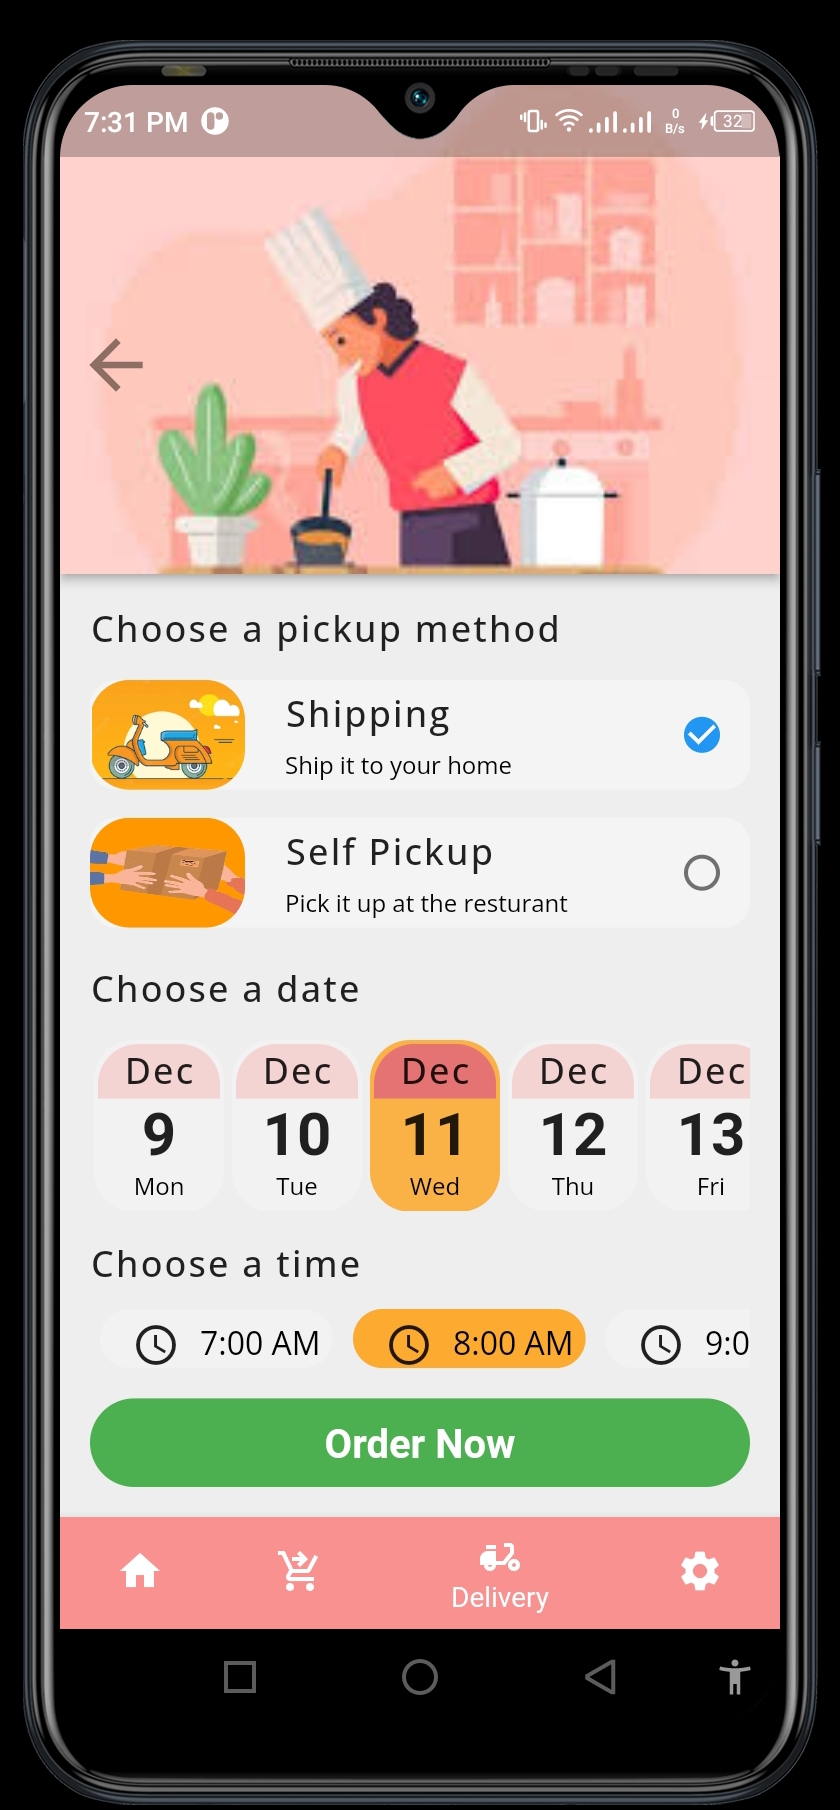 7:31 PM
0
B/s
32
Choose a pickup method
Shipping
Ship it to your home
Self Pickup
Pick it up at the resturant
Choose a date
Dec Dec Dec Dec Dec
9 10 11 12 13
Mon Tue Wed Thu Fri
Choose a time
7:00 AM 8:00 AM 9:0
Order Now
Delivery